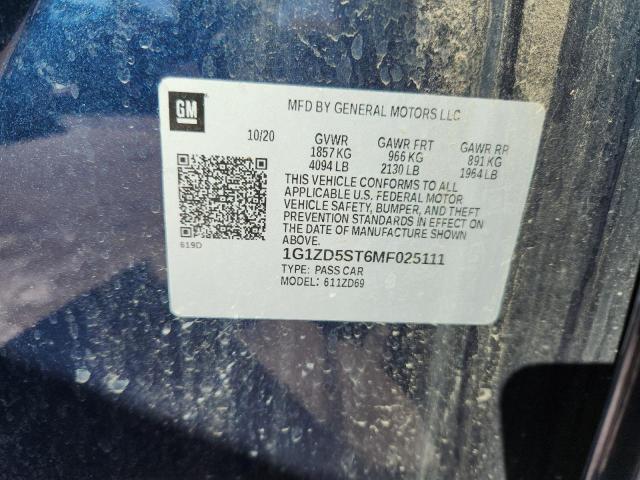 GM
MFD BY GENERAL MOTORS LLC
10/20 GVWR GAWR FRT GAWR RR
1857 KG 966 KG 891 KG
4094 LB 2130 LB 1964 LB
THIS VEHICLE CONFORMS TO ALL
APPLICABLE U.S. FEDERAL MOTOR
VEHICLE SAFETY, BUMPER, AND THEFT
PREVENTION STANDARDS IN EFFECT ON
THE DATE OF MANUFACTURE SHOWN
ABOVE.
619D
1G1ZD5ST6MF025111
TYPE: PASS CAR
MODEL: 611ZD69